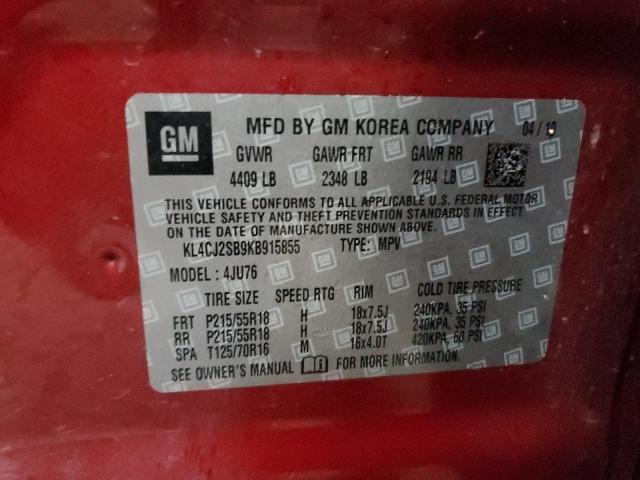 GM MFD BY GM KOREA COMPANY 04 / 19
GVWR GAWR FRT GAWR RR
4409 LB 2348 LB 2194 LB
THIS VEHICLE CONFORMS TO ALL APPLICABLE U.S. FEDERAL MOTOR
VEHICLE SAFETY AND THEFT PREVENTION STANDARDS IN EFFECT
ON THE DATE OF MANUFACTURE SHOWN ABOVE.
KL4CJ2SB9KB915855 TYPE: MPV
MODEL : 4JU76
TIRE SIZE SPEED RTG RIM COLD TIRE PRESSURE
FRT P215/55R18 H 18x7.5J 240KPA, 35 PSI
RR P215/55R18 H 18x7.5J 240KPA, 35 PSI
SPA T125/70R16 M 16x4.0T 420KPA, 60 PSI
SEE OWNER'S MANUAL i FOR MORE INFORMATION.